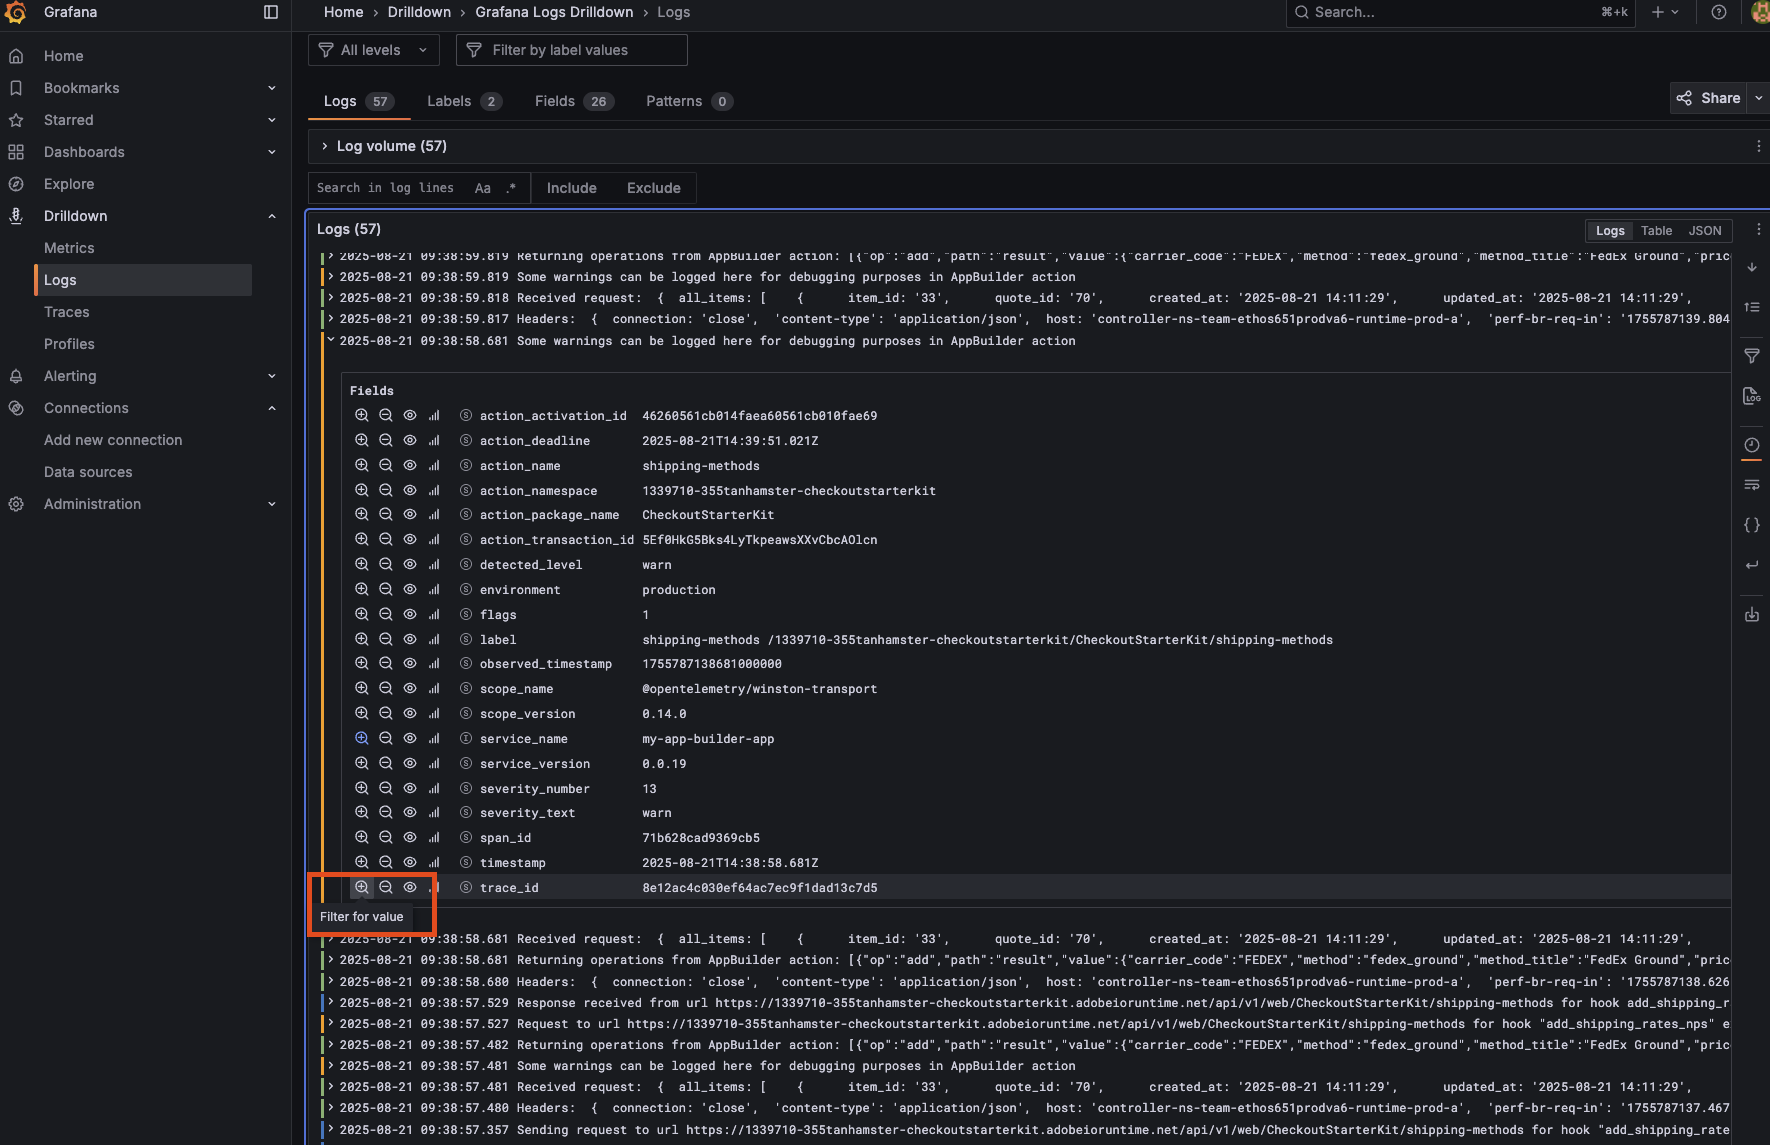 Grafana
Home › Drilldown › Grafana Logs Drilldown › Logs
Search...
⌘+k
Home
Bookmarks
Starred
Dashboards
Explore
Drilldown
Metrics
Logs
Traces
Profiles
Alerting
Connections
Add new connection
Data sources
Administration
All levels
Filter by label values
Logs 57
Labels 2
Fields 26
Patterns 0
Share
Log volume (57)
Search in log lines Aa .*
Include
Exclude
Logs (57)
Logs Table JSON
2025-08-21 09:38:59.819 Returning operations from AppBuilder action: [{"op":"add","path":"result","value":{"carrier_code":"FEDEX","method":"fedex_ground","method_title":"FedEx Ground","pric
2025-08-21 09:38:59.819 Some warnings can be logged here for debugging purposes in AppBuilder action
2025-08-21 09:38:59.818 Received request: { all_items: [ { item_id: '33', quote_id: '70', created_at: '2025-08-21 14:11:29', updated_at: '2025-08-21 14:11:29',
2025-08-21 09:38:59.817 Headers: { connection: 'close', 'content-type': 'application/json', host: 'controller-ns-team-ethos651prodva6-runtime-prod-a', 'perf-br-req-in': '1755787139.804
2025-08-21 09:38:58.681 Some warnings can be logged here for debugging purposes in AppBuilder action
Fields
action_activation_id 46260561cb014faea60561cb010fae69
action_deadline 2025-08-21T14:39:51.021Z
action_name shipping-methods
action_namespace 1339710-355tanhamster-checkoutstarterkit
action_package_name CheckoutStarterKit
action_transaction_id 5Ef0HkG5Bks4LyTkpeawsXXvCbcAOlcn
detected_level warn
environment production
flags 1
label shipping-methods /1339710-355tanhamster-checkoutstarterkit/CheckoutStarterKit/shipping-methods
observed_timestamp 1755787138681000000
scope_name @opentelemetry/winston-transport
scope_version 0.14.0
service_name my-app-builder-app
service_version 0.0.19
severity_number 13
severity_text warn
span_id 71b628cad9369cb5
timestamp 2025-08-21T14:38:58.681Z
trace_id 8e12ac4c030ef64ac7ec9f1dad13c7d5
Filter for value
2025-08-21 09:38:58.681 Received request: { all_items: [ { item_id: '33', quote_id: '70', created_at: '2025-08-21 14:11:29', updated_at: '2025-08-21 14:11:29',
2025-08-21 09:38:58.681 Returning operations from AppBuilder action: [{"op":"add","path":"result","value":{"carrier_code":"FEDEX","method":"fedex_ground","method_title":"FedEx Ground","pric
2025-08-21 09:38:58.680 Headers: { connection: 'close', 'content-type': 'application/json', host: 'controller-ns-team-ethos651prodva6-runtime-prod-a', 'perf-br-req-in': '1755787138.626
2025-08-21 09:38:57.529 Response received from url https://1339710-355tanhamster-checkoutstarterkit.adobeioruntime.net/api/v1/web/CheckoutStarterKit/shipping-methods for hook add_shipping_r
2025-08-21 09:38:57.527 Request to url https://1339710-355tanhamster-checkoutstarterkit.adobeioruntime.net/api/v1/web/CheckoutStarterKit/shipping-methods for hook "add_shipping_rates_nps" e
2025-08-21 09:38:57.482 Returning operations from AppBuilder action: [{"op":"add","path":"result","value":{"carrier_code":"FEDEX","method":"fedex_ground","method_title":"FedEx Ground","pric
2025-08-21 09:38:57.481 Some warnings can be logged here for debugging purposes in AppBuilder action
2025-08-21 09:38:57.481 Received request: { all_items: [ { item_id: '33', quote_id: '70', created_at: '2025-08-21 14:11:29', updated_at: '2025-08-21 14:11:29',
2025-08-21 09:38:57.480 Headers: { connection: 'close', 'content-type': 'application/json', host: 'controller-ns-team-ethos651prodva6-runtime-prod-a', 'perf-br-req-in': '1755787137.467
2025-08-21 09:38:57.357 Sending request to url https://1339710-355tanhamster-checkoutstarterkit.adobeioruntime.net/api/v1/web/CheckoutStarterKit/shipping-methods for hook "add_shipping_rate